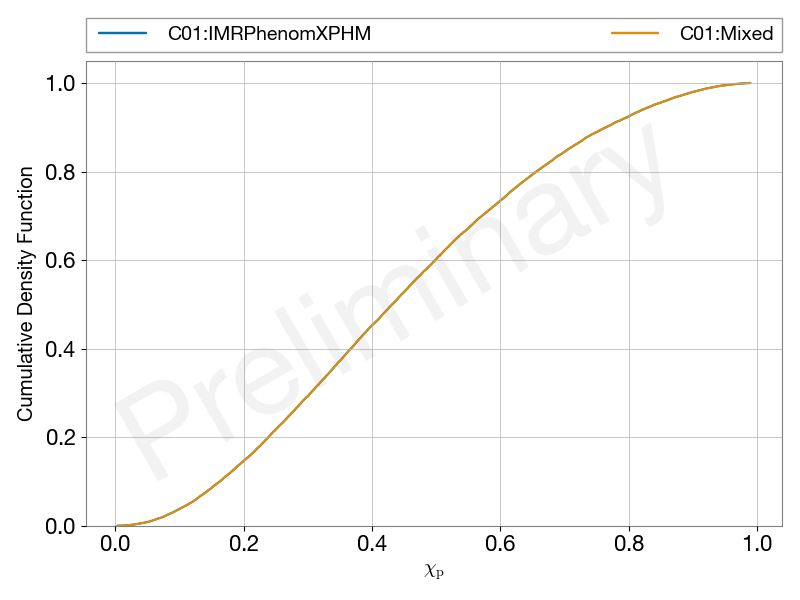 C01:IMRPhenomXPHM C01:Mixed
1.0
0.8
0.6
0.4
0.2
0.0
Cumulative Density Function
Preliminary
0.0 0.2 0.4 0.6 0.8 1.0
χp